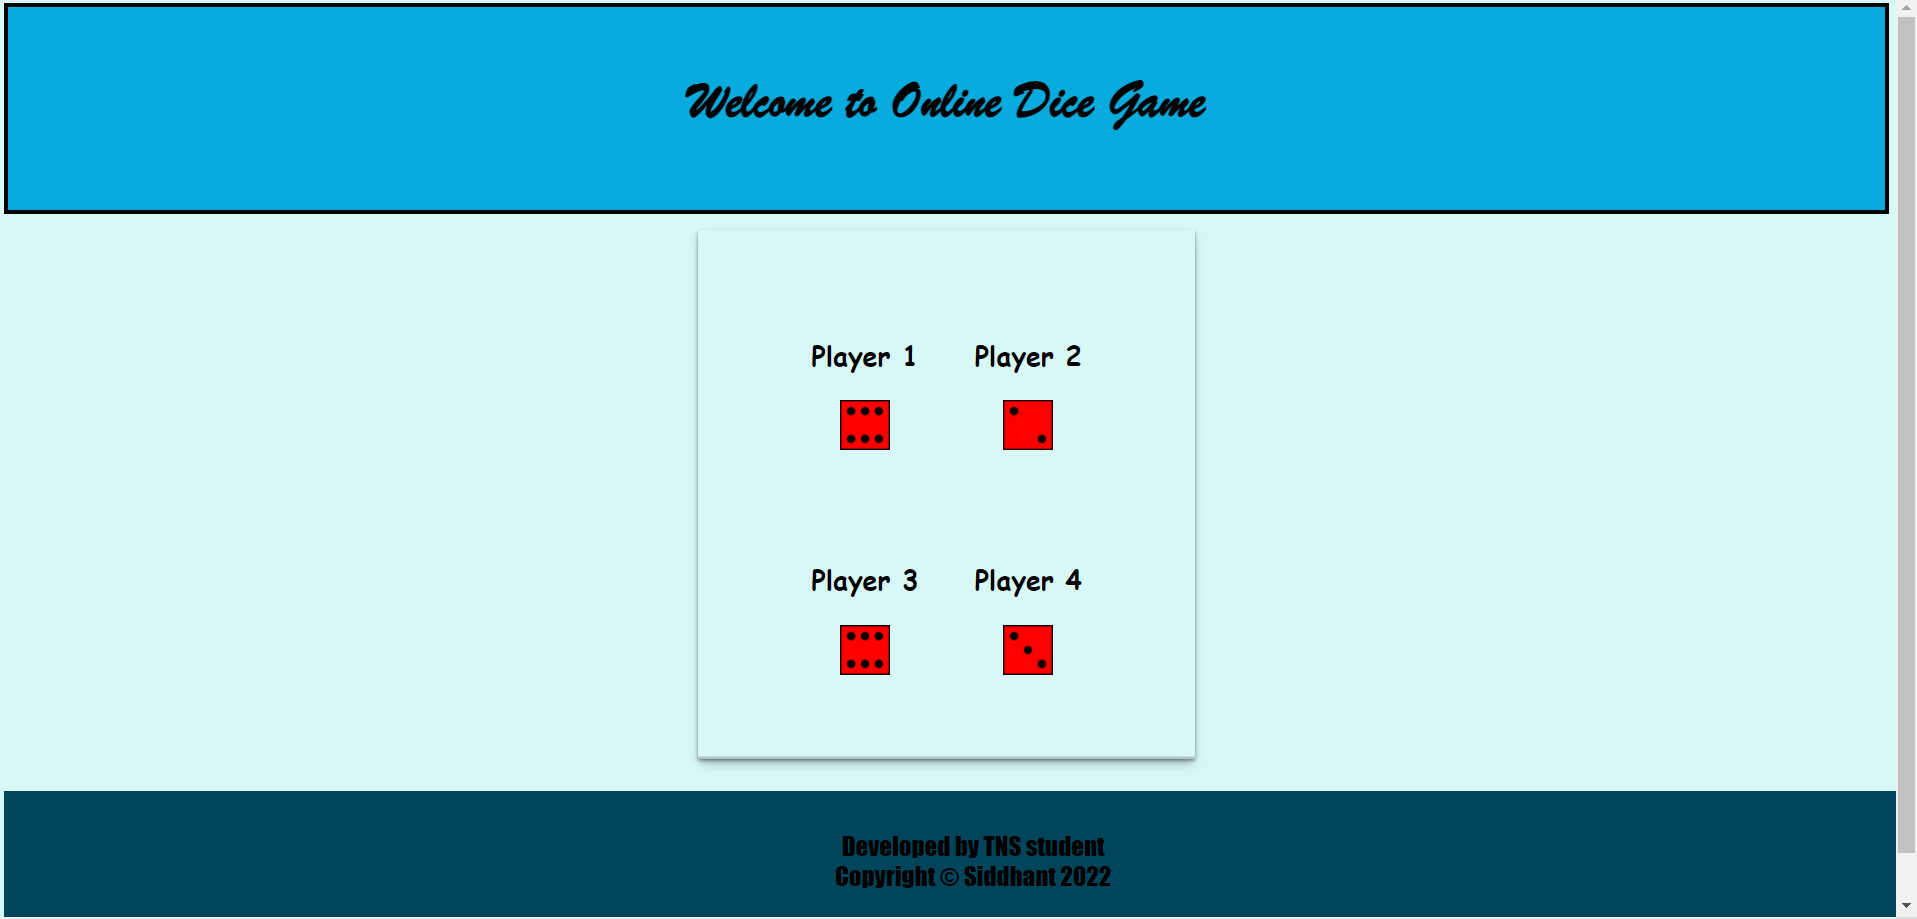 Welcome to Online Dice Game
Player 1
Player 2
Player 3
Player 4
Developed by TNS student
Copyright © Siddhant 2022